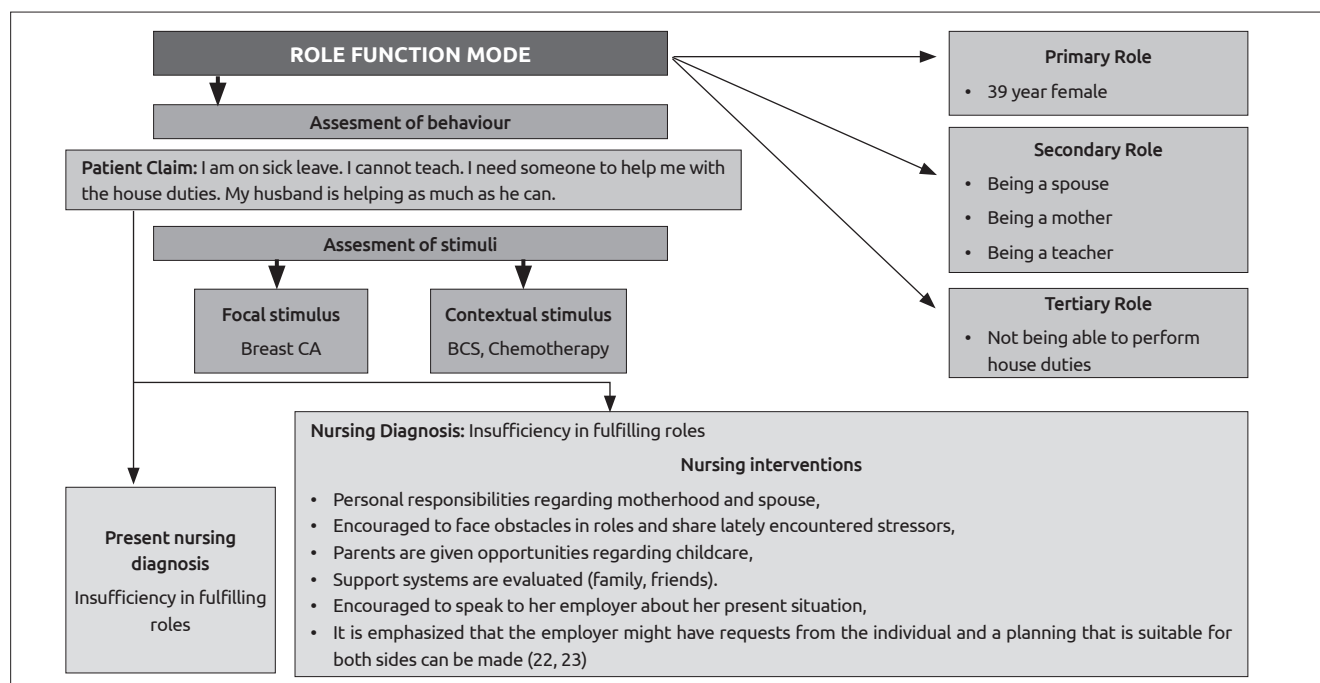 ROLE FUNCTION MODE
Assesment of behaviour
Patient Claim: I am on sick leave. I cannot teach. I need someone to help me with
the house duties. My husband is helping as much as he can.
Assesment of stimuli
Focal stimulus
Breast CA
Contextual stimulus
BCS, Chemotherapy
Primary Role
• 39 year female
Secondary Role
• Being a spouse
• Being a mother
• Being a teacher
Tertiary Role
• Not being able to perform
house duties
Present nursing
diagnosis
Insufficiency in fulfilling
roles
Nursing Diagnosis: Insufficiency in fulfilling roles
Nursing interventions
• Personal responsibilities regarding motherhood and spouse,
• Encouraged to face obstacles in roles and share lately encountered stressors,
• Parents are given opportunities regarding childcare,
• Support systems are evaluated (family, friends).
• Encouraged to speak to her employer about her present situation,
• It is emphasized that the employer might have requests from the individual and a planning that is suitable for
both sides can be made (22, 23)